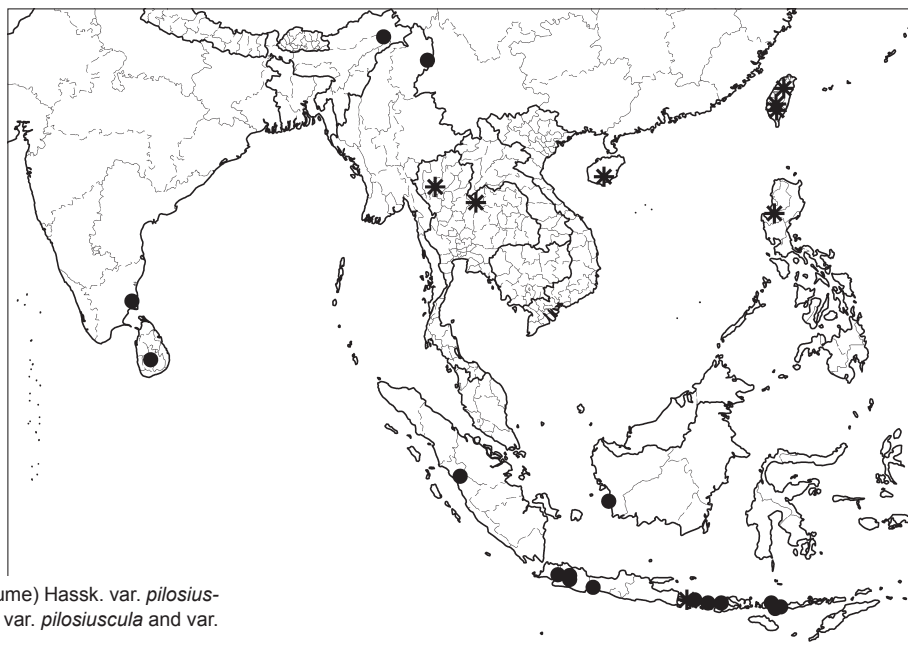 ume) Hassk. var. pilosius-
var. pilosiuscula and var.